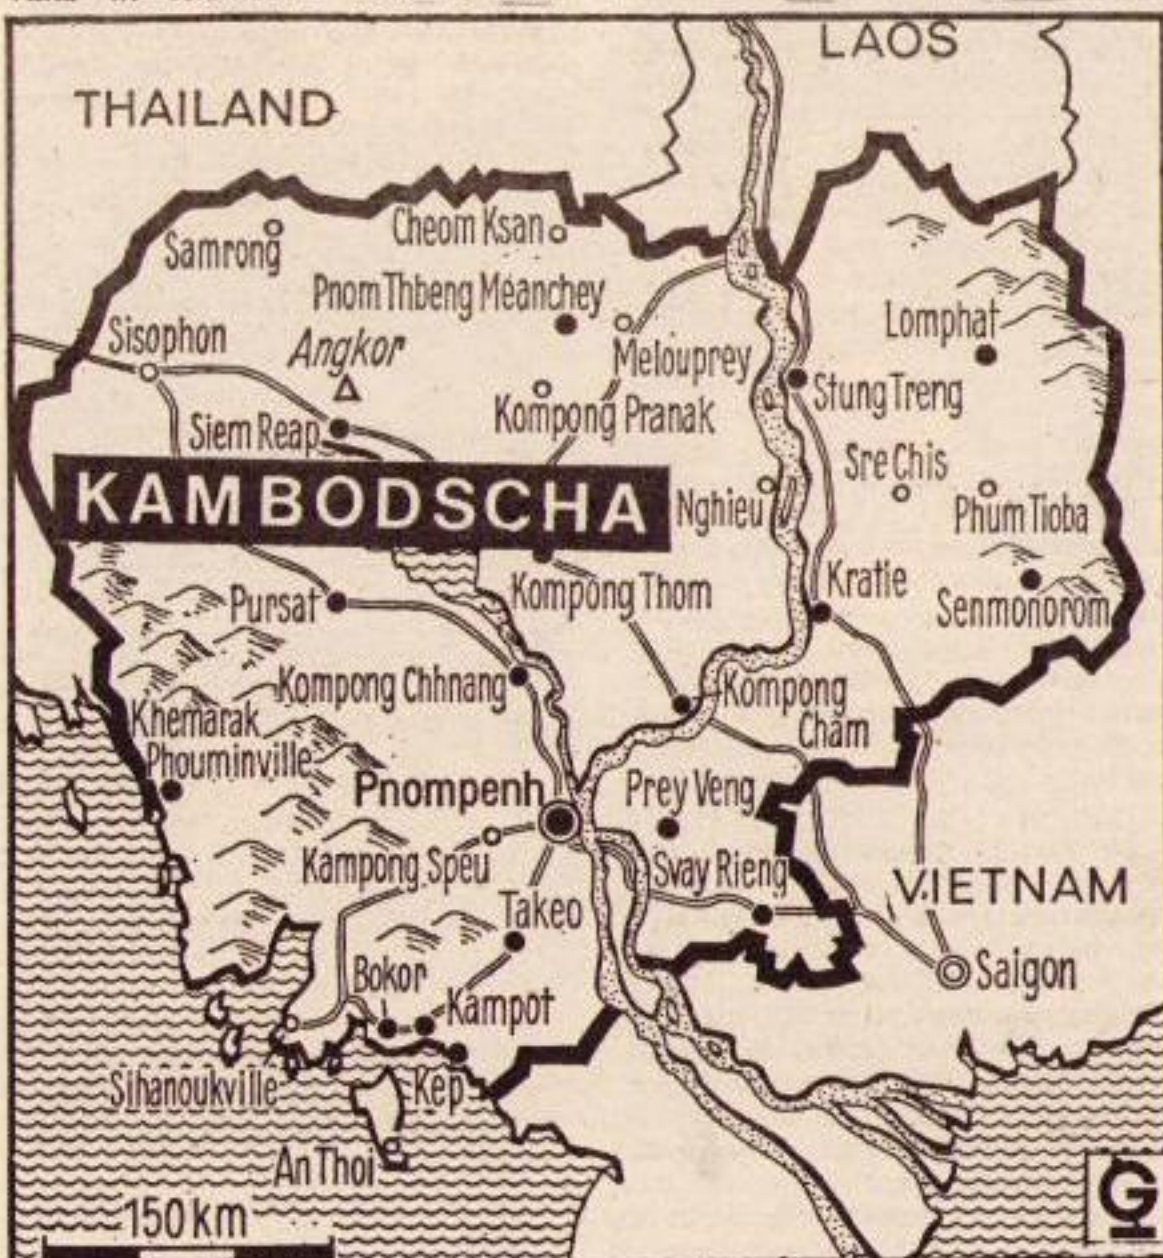 LAOS
THAILAND
Cheom Ksan
Samrong
Pnom Thbeng Méanchey
Lomphat
Sisophon
Angkor
Melouprey
Stung Treng
Kompong Pranak
Siem Reap
Sre Chis
KAMBODSCHA
Nghieu
Phum Tioba
Kratie
Kompong Thom
Pursat
Senmonorom
Kompong Chhnang
Kompong
Cham
Khemarak
Phouminville
Pnompenh
Prey Veng
Kampong Speu
Svay Rieng
VIETNAM
Takeo
Bokor
Saigon
Kampot
Sihanoukville
Kep
An Thoi
G
150 km